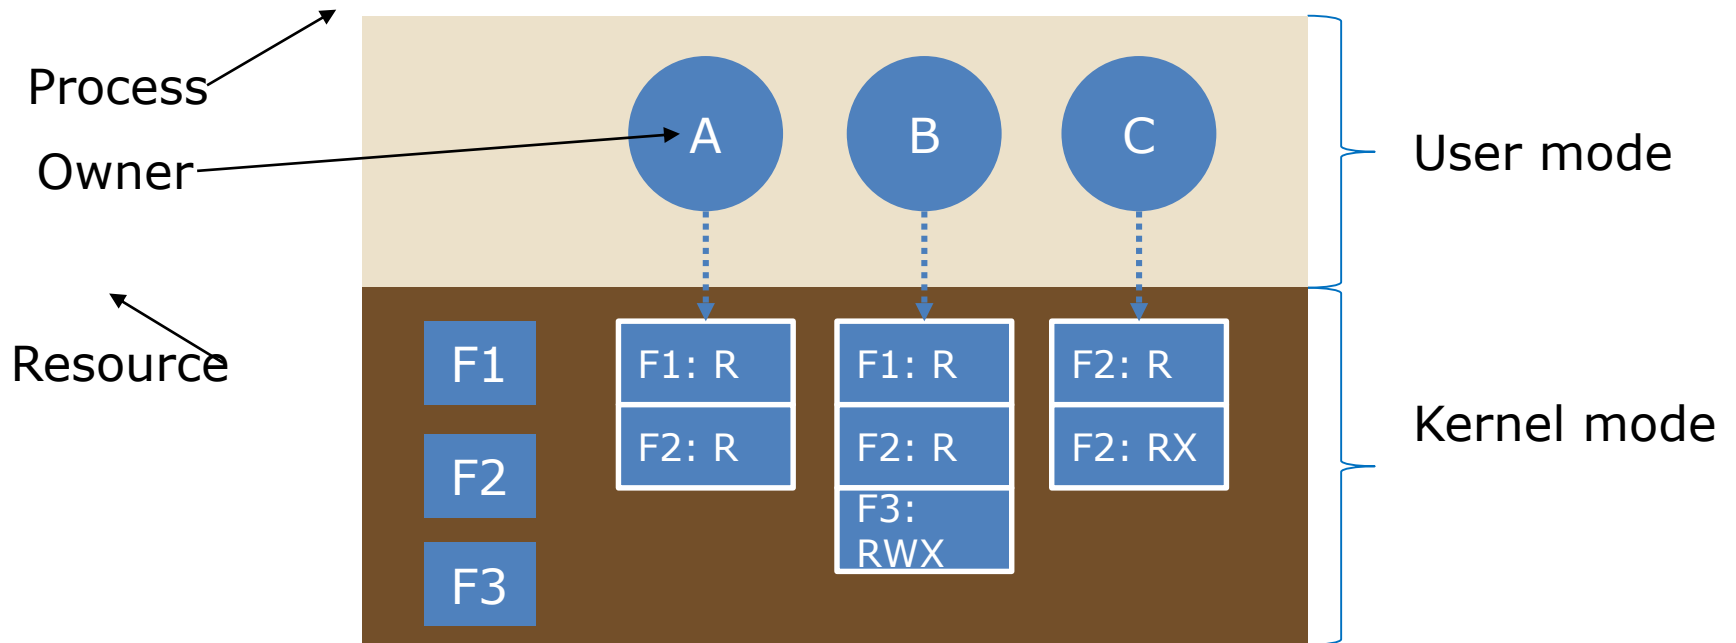 Process
Owner
Resource
A
B
C
User mode
F1
F2
F3
F1: R
F2: R
F1: R
F2: R
F3:
RWX
F2: R
F2: RX
Kernel mode